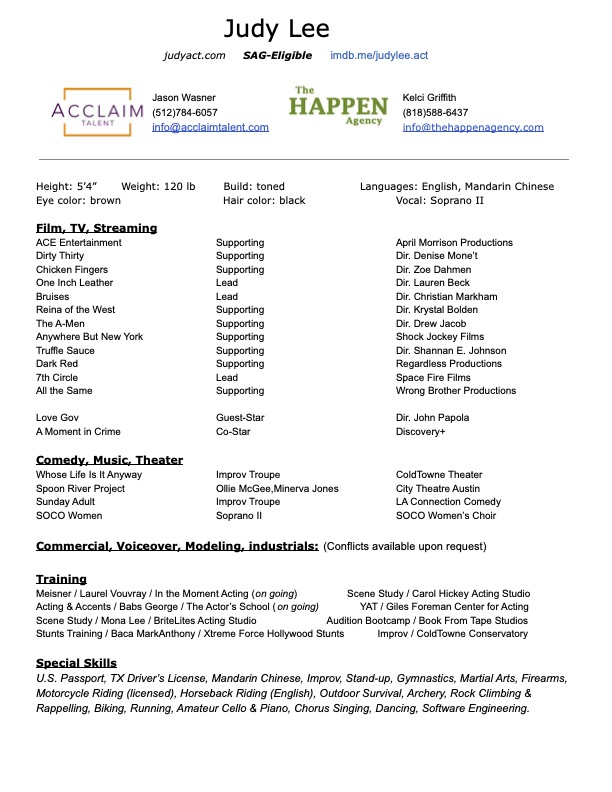 Judy Lee
judyact.com SAG-Eligible imdb.me/judylee.act
ACCLAIM TALENT
Jason Wasner
(512)784-6057
info@acclaimtalent.com
The HAPPEN Agency
Kelci Griffith
(818)588-6437
info@thehappenagency.com
Height: 5’4” Weight: 120 lb Build: toned Languages: English, Mandarin Chinese
Eye color: brown Hair color: black Vocal: Soprano II
Film, TV, Streaming
ACE Entertainment Supporting April Morrison Productions
Dirty Thirty Supporting Dir. Denise Mone’t
Chicken Fingers Supporting Dir. Zoe Dahmen
One Inch Leather Lead Dir. Lauren Beck
Bruises Lead Dir. Christian Markham
Reina of the West Supporting Dir. Krystal Bolden
The A-Men Supporting Dir. Drew Jacob
Anywhere But New York Supporting Shock Jockey Films
Truffle Sauce Supporting Dir. Shannan E. Johnson
Dark Red Supporting Regardless Productions
7th Circle Lead Space Fire Films
All the Same Supporting Wrong Brother Productions
Love Gov Guest-Star Dir. John Papola
A Moment in Crime Co-Star Discovery+
Comedy, Music, Theater
Whose Life Is It Anyway Improv Troupe ColdTowne Theater
Spoon River Project Ollie McGee,Minerva Jones City Theatre Austin
Sunday Adult Improv Troupe LA Connection Comedy
SOCO Women Soprano II SOCO Women’s Choir
Commercial, Voiceover, Modeling, industrials: (Conflicts available upon request)
Training
Meisner / Laurel Vouvray / In the Moment Acting (on going) Scene Study / Carol Hickey Acting Studio
Acting & Accents / Babs George / The Actor’s School (on going) YAT / Giles Foreman Center for Acting
Scene Study / Mona Lee / BriteLites Acting Studio Audition Bootcamp / Book From Tape Studios
Stunts Training / Baca MarkAnthony / Xtreme Force Hollywood Stunts Improv / ColdTowne Conservatory
Special Skills
U.S. Passport, TX Driver’s License, Mandarin Chinese, Improv, Stand-up, Gymnastics, Martial Arts, Firearms,
Motorcycle Riding (licensed), Horseback Riding (English), Outdoor Survival, Archery, Rock Climbing &
Rappelling, Biking, Running, Amateur Cello & Piano, Chorus Singing, Dancing, Software Engineering.